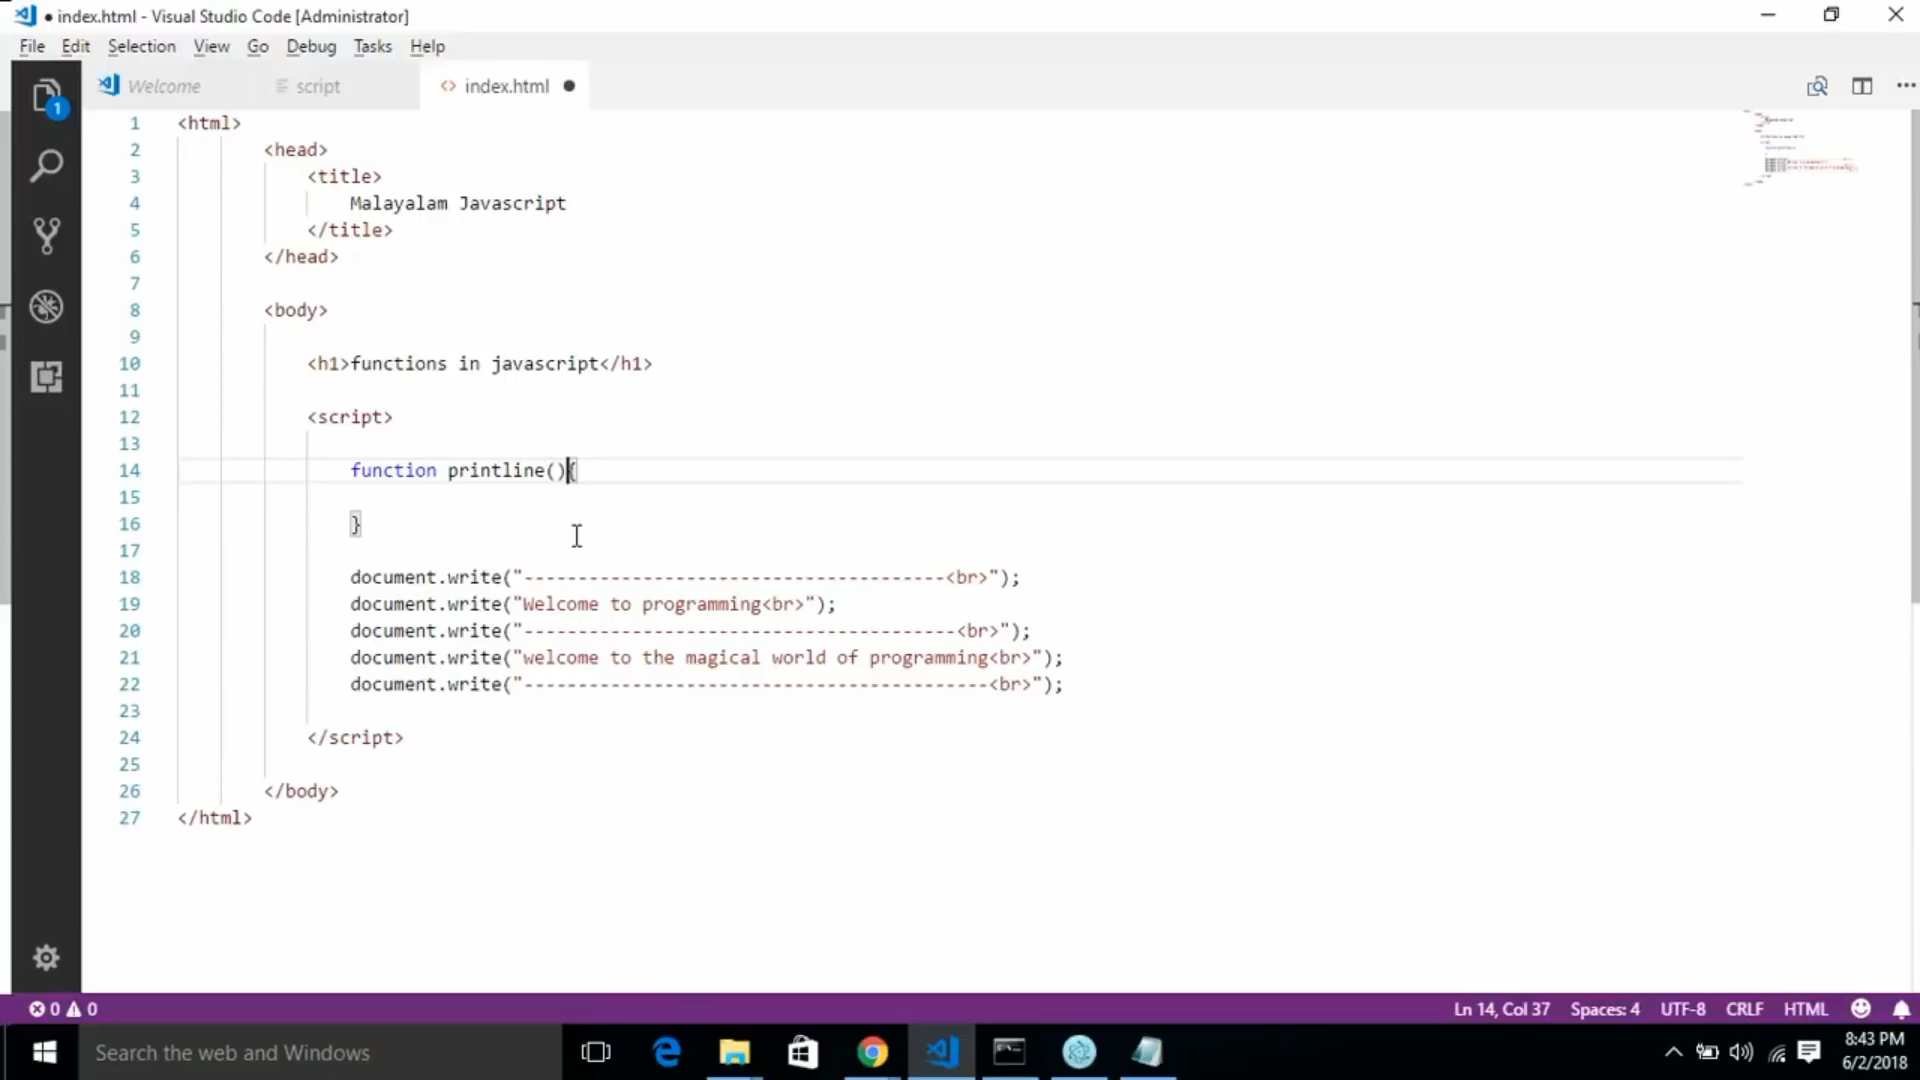 ● index.html - Visual Studio Code [Administrator]
File Edit Selection View Go Debug Tasks Help
Welcome script <> index.html ●
1
1 <html>
2 <head>
3 <title>
4 Malayalam Javascript
5 </title>
6 </head>
7
8 <body>
9
10 <h1>functions in javascript</h1>
11
12 <script>
13
14 function printline(){
15
16 }
17
18 document.write("---------------------------------------<br>");
19 document.write("Welcome to programming<br>");
20 document.write("----------------------------------------<br>");
21 document.write("welcome to the magical world of programming<br>");
22 document.write("-------------------------------------------<br>");
23
24 </script>
25
26 </body>
27 </html>
0 0 Ln 14, Col 37 Spaces: 4 UTF-8 CRLF HTML
Search the web and Windows
8:43 PM
6/2/2018